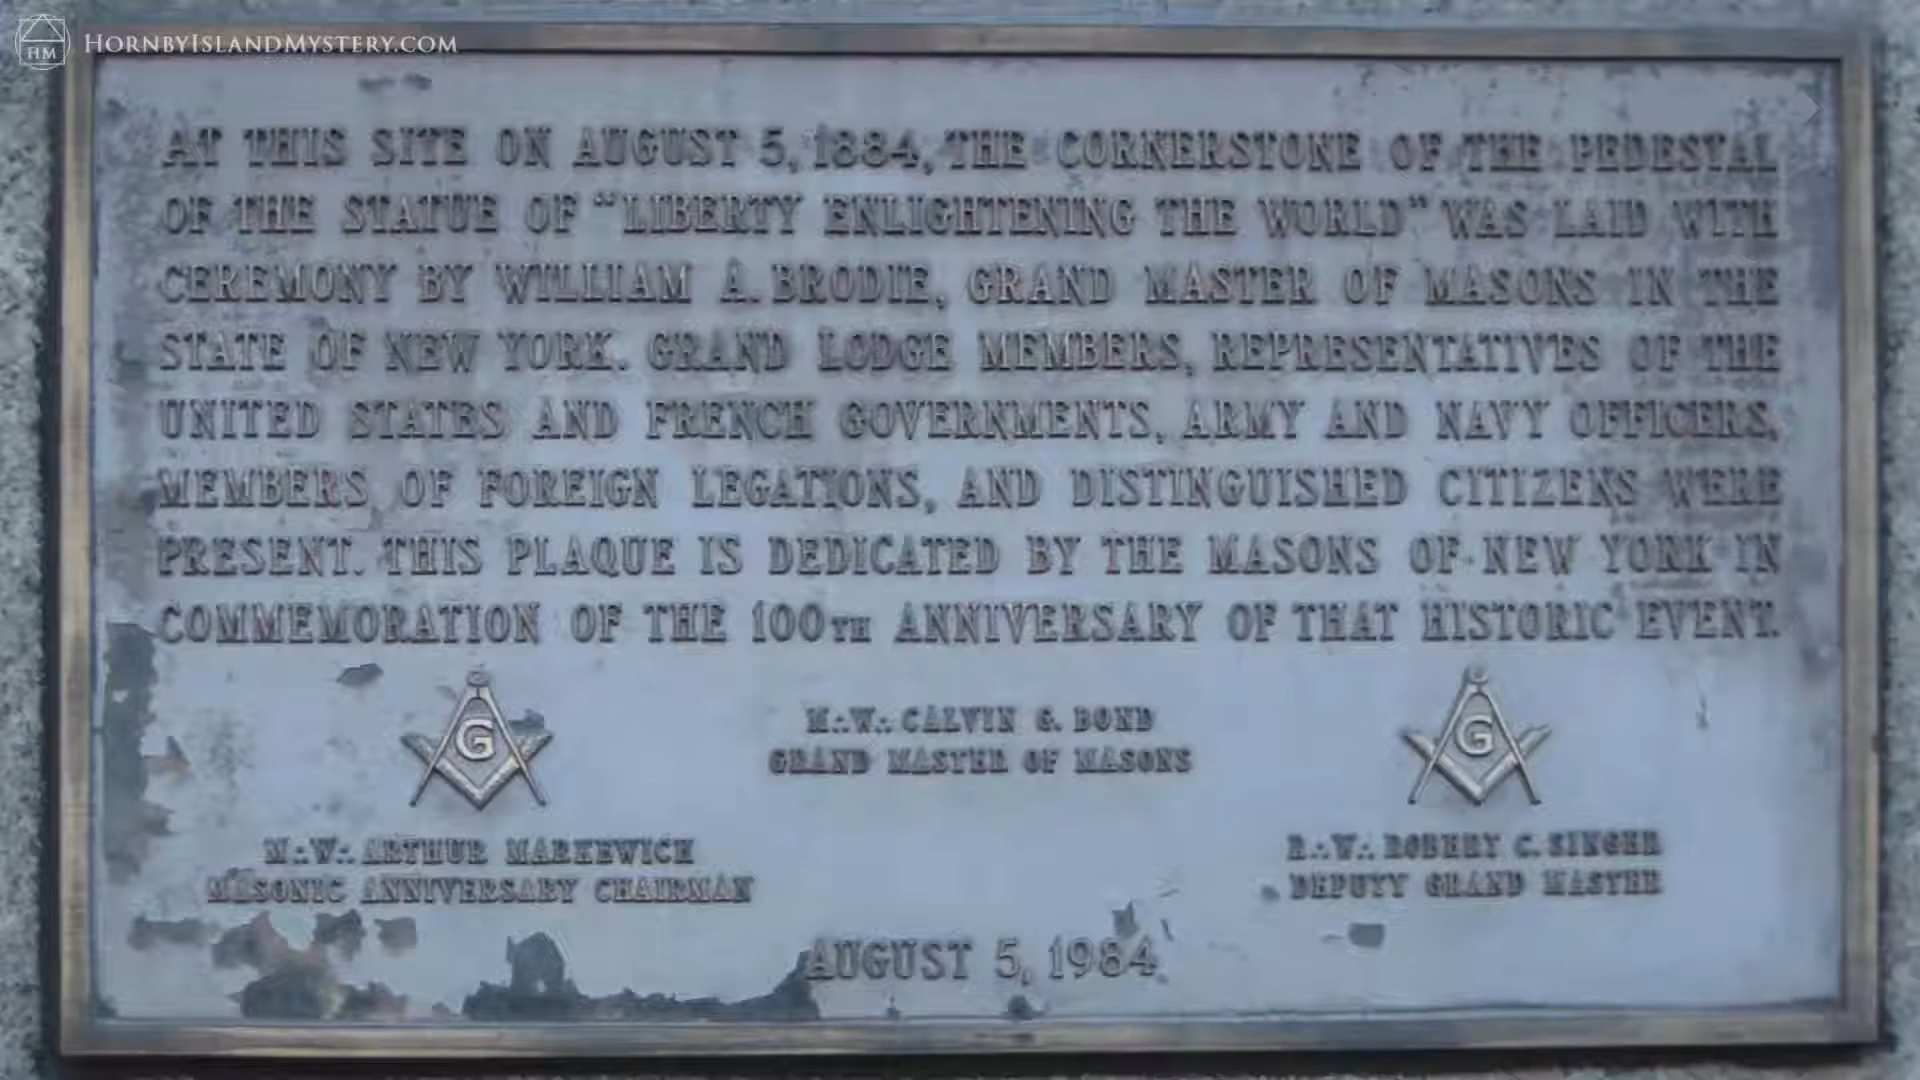 HM HORNBYISLANDMYSTERY.COM
AT THIS SITE ON AUGUST 5, 1884, THE CORNERSTONE OF THE PEDESTAL
OF THE STATUE OF "LIBERTY ENLIGHTENING THE WORLD" WAS LAID WITH
CEREMONY BY WILLIAM A. BRODIE, GRAND MASTER OF MASONS IN THE
STATE OF NEW YORK. GRAND LODGE MEMBERS, REPRESENTATIVES OF THE
UNITED STATES AND FRENCH GOVERNMENTS, ARMY AND NAVY OFFICERS,
MEMBERS OF FOREIGN LEGATIONS, AND DISTINGUISHED CITIZENS WERE
PRESENT. THIS PLAQUE IS DEDICATED BY THE MASONS OF NEW YORK IN
COMMEMORATION OF THE 100TH ANNIVERSARY OF THAT HISTORIC EVENT.
G
M∴W∴ CALVIN G. BOND
GRAND MASTER OF MASONS
G
M∴W∴ ARTHUR MARKEWICH
MASONIC ANNIVERSARY CHAIRMAN
R∴W∴ ROBERT C. SINGER
DEPUTY GRAND MASTER
AUGUST 5, 1984